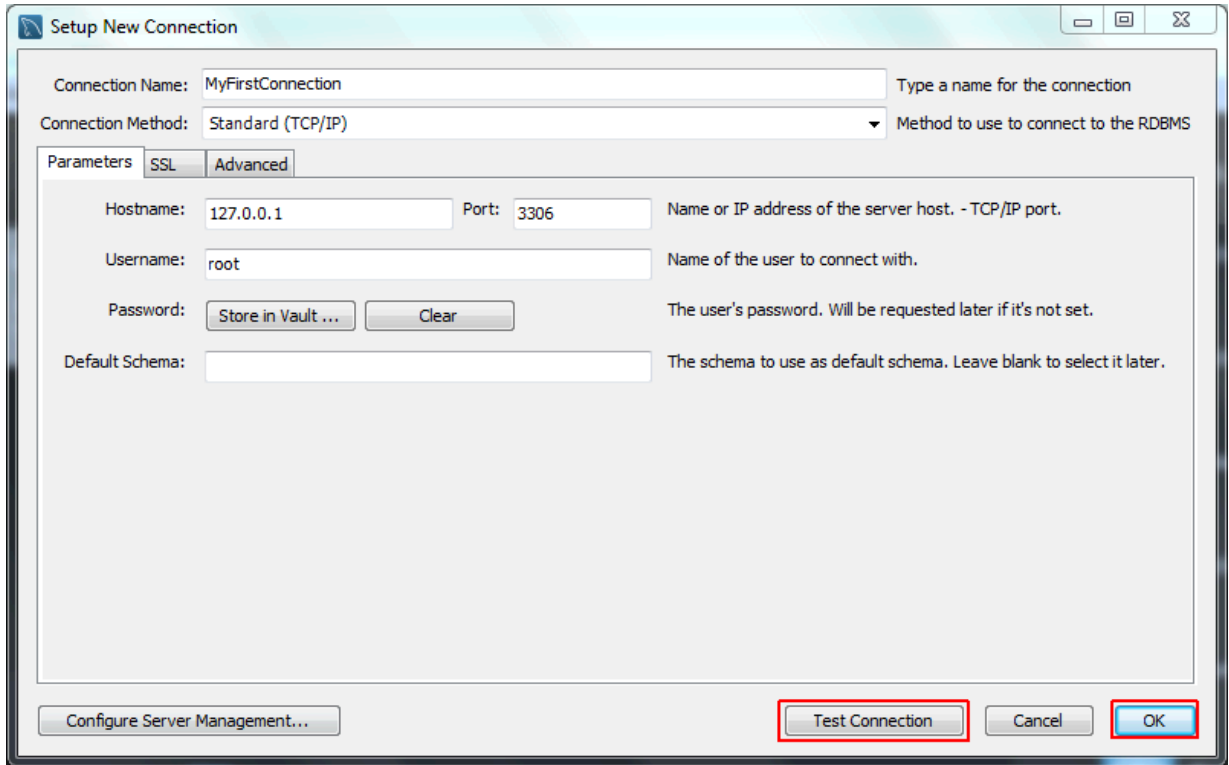 Setup New Connection
Connection Name: MyFirstConnection Type a name for the connection
Connection Method: Standard (TCP/IP) Method to use to connect to the RDBMS
Parameters SSL Advanced
Hostname: 127.0.0.1 Port: 3306 Name or IP address of the server host. - TCP/IP port.
Username: root Name of the user to connect with.
Password: Store in Vault ... Clear The user's password. Will be requested later if it's not set.
Default Schema: The schema to use as default schema. Leave blank to select it later.
Configure Server Management... Test Connection Cancel OK